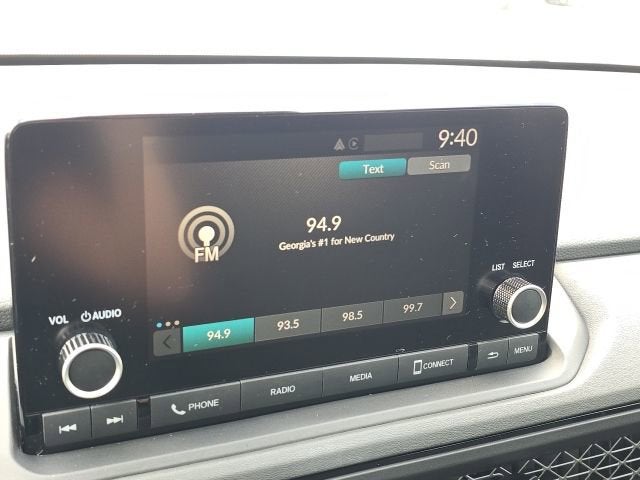 9:40
Text Scan
FM
94.9
Georgia's #1 for New Country
94.9 93.5 98.5 99.7
VOL AUDIO
LIST SELECT
PHONE RADIO MEDIA CONNECT MENU